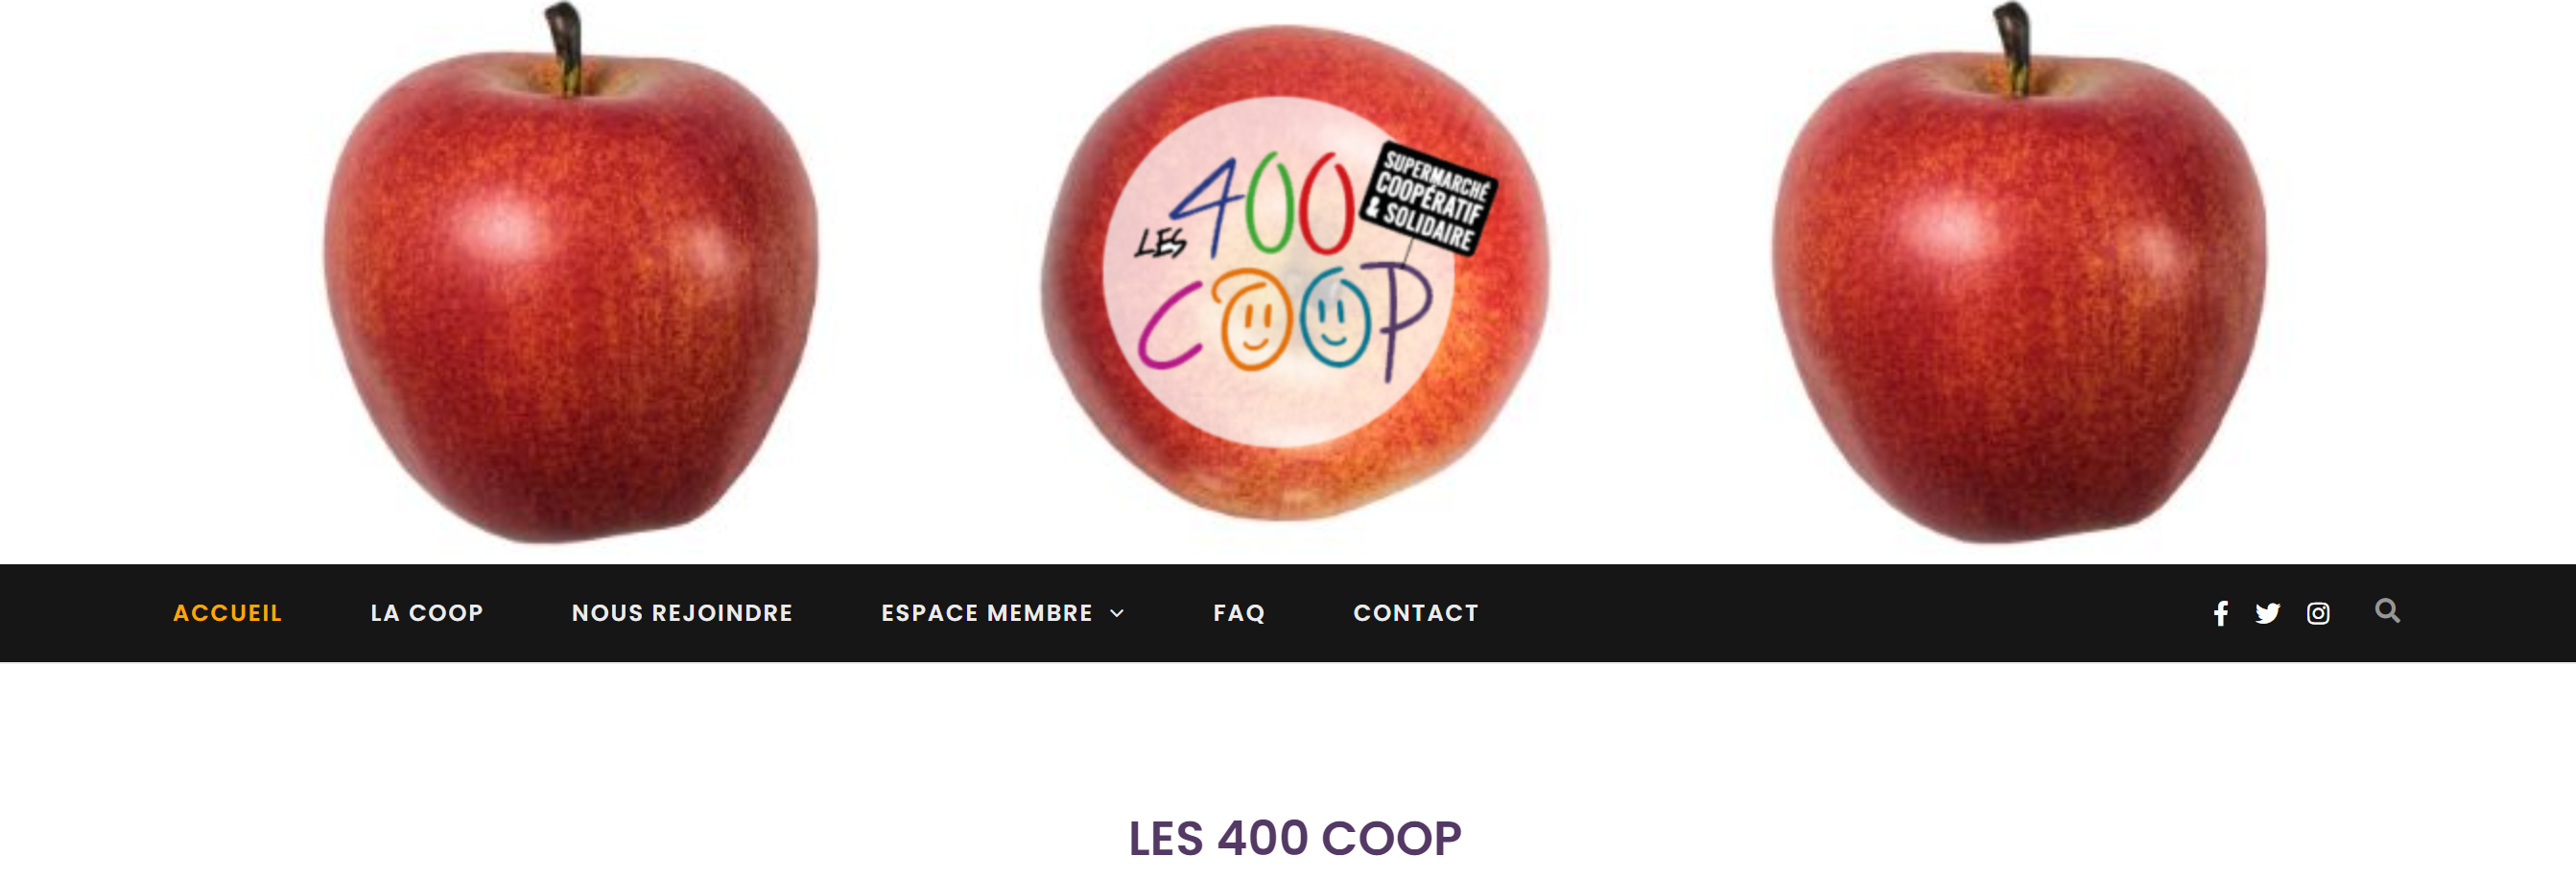 LES 400
COOP
SUPERMARCHÉ
COOPÉRATIF
& SOLIDAIRE
ACCUEIL LA COOP NOUS REJOINDRE ESPACE MEMBRE FAQ CONTACT
LES 400 COOP